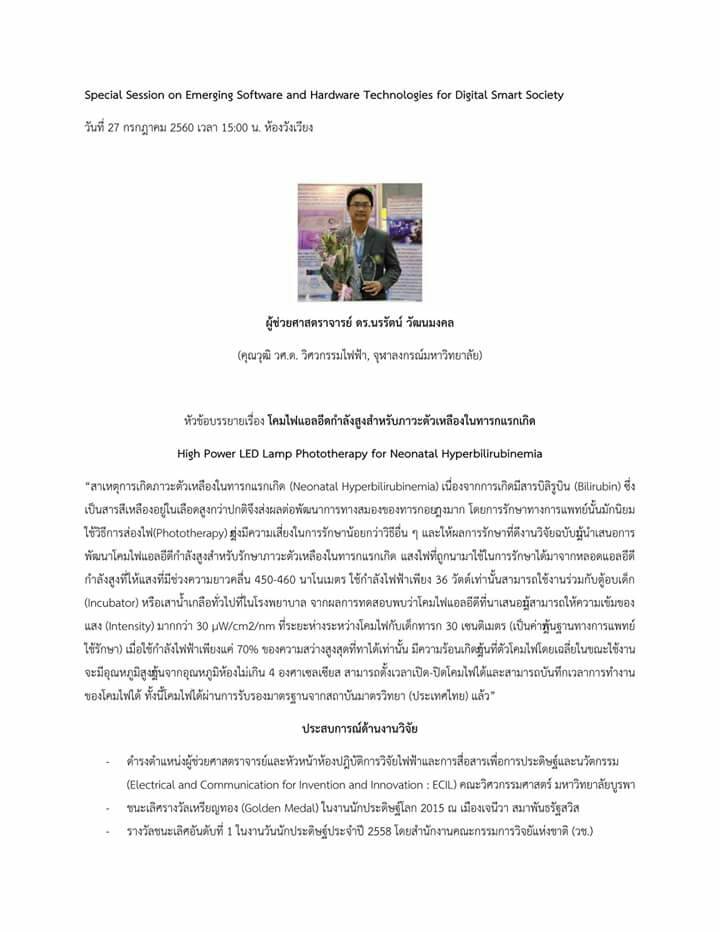 Special Session on Emerging Software and Hardware Technologies for Digital Smart Society
วันที่ 27 กรกฎาคม 2560 เวลา 15:00 น. ห้องวังเวียง
ผู้ช่วยศาสตราจารย์ ดร.นรรัตน์ วัฒนมงคล
(คุณวุฒิ วศ.ด. วิศวกรรมไฟฟ้า, จุฬาลงกรณ์มหาวิทยาลัย)
หัวข้อบรรยายเรื่อง โคมไฟแอลอีดกำลังสูงสำหรับภาวะตัวเหลืองในทารกแรกเกิด
High Power LED Lamp Phototherapy for Neonatal Hyperbilirubinemia
“สาเหตุการเกิดภาวะตัวเหลืองในทารกแรกเกิด (Neonatal Hyperbilirubinemia) เนื่องจากการเกิดมีสารบิลิรูบิน (Bilirubin) ซึ่ง
เป็นสารสีเหลืองอยู่ในเลือดสูงกว่าปกติจึงส่งผลต่อพัฒนาการทางสมองของทารกอย่างมาก โดยการรักษาทางการแพทย์นั้นมักนิยม
ใช้วิธีการส่องไฟ(Phototherapy) มีความเสี่ยงในการรักษาน้อยกว่าวิธีอื่น ๆ และให้ผลการรักษาที่ดีงานวิจัยฉบับนำเสนอการ
พัฒนาโคมไฟแอลอีดีกำลังสูงสำหรับรักษาภาวะตัวเหลืองในทารกแรกเกิด แสงไฟที่ถูกนามาใช้ในการรักษาได้มาจากหลอดแอลอีดี
กำลังสูงที่ให้แสงที่มีช่วงความยาวคลื่น 450-460 นาโนเมตร ใช้กำลังไฟฟ้าเพียง 36 วัตต์เท่านั้นสามารถใช้งานร่วมกับตู้อบเด็ก
(Incubator) หรือเสาน้ำเกลือทั่วไปที่ในโรงพยาบาล จากผลการทดสอบพบว่าโคมไฟแอลอีดีที่นาเสนอสามารถให้ความเข้มของ
แสง (Intensity) มากกว่า 30 μW/cm2/nm ที่ระยะห่างระหว่างโคมไฟกับเด็กทารก 30 เซนติเมตร (เป็นค่าฐานทางการแพทย์
ใช้รักษา) เมื่อใช้กำลังไฟฟ้าเพียงแค่ 70% ของความสว่างสูงสุดที่ทาได้เท่านั้น มีความร้อนเกิดที่ตัวโคมไฟโดยเฉลี่ยในขณะใช้งาน
จะมีอุณหภูมิสูงจากอุณหภูมิห้องไม่เกิน 4 องศาเซลเซียส สามารถตั้งเวลาเปิด-ปิดโคมไฟได้และสามารถบันทึกเวลาการทำงาน
ของโคมไฟได้ ทั้งนี้โคมไฟได้ผ่านการรับรองมาตรฐานจากสถาบันมาตรวิทยา (ประเทศไทย) แล้ว”
ประสบการณ์ด้านงานวิจัย
- ดำรงตำแหน่งผู้ช่วยศาสตราจารย์และหัวหน้าห้องปฏิบัติการวิจัยไฟฟ้าและการสื่อสารเพื่อการประดิษฐ์และนวัตกรรม
(Electrical and Communication for Invention and Innovation : ECIL) คณะวิศวกรรมศาสตร์ มหาวิทยาลัยบูรพา
- ชนะเลิศรางวัลเหรียญทอง (Golden Medal) ในงานนักประดิษฐ์โลก 2015 ณ เมืองเจนีวา สมาพันธรัฐสวิส
- รางวัลชนะเลิศอันดับที่ 1 ในงานวันนักประดิษฐ์ประจำปี 2558 โดยสำนักงานคณะกรรมการวิจยัแห่งชาติ (วช.)